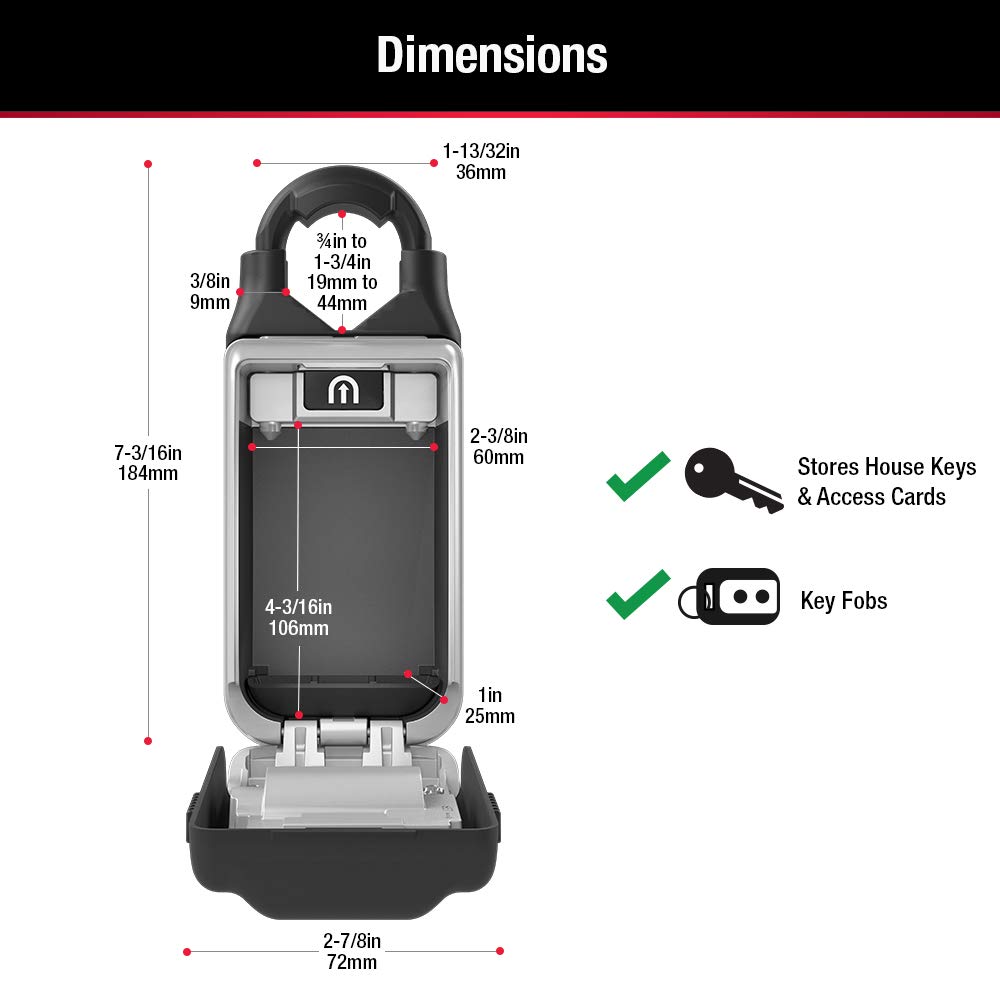 Dimensions
1-13/32in
36mm
¾in to
1-3/4in
19mm to
44mm
3/8in
9mm
7-3/16in
184mm
2-3/8in
60mm
4-3/16in
106mm
1in
25mm
2-7/8in
72mm
Stores House Keys
& Access Cards
Key Fobs